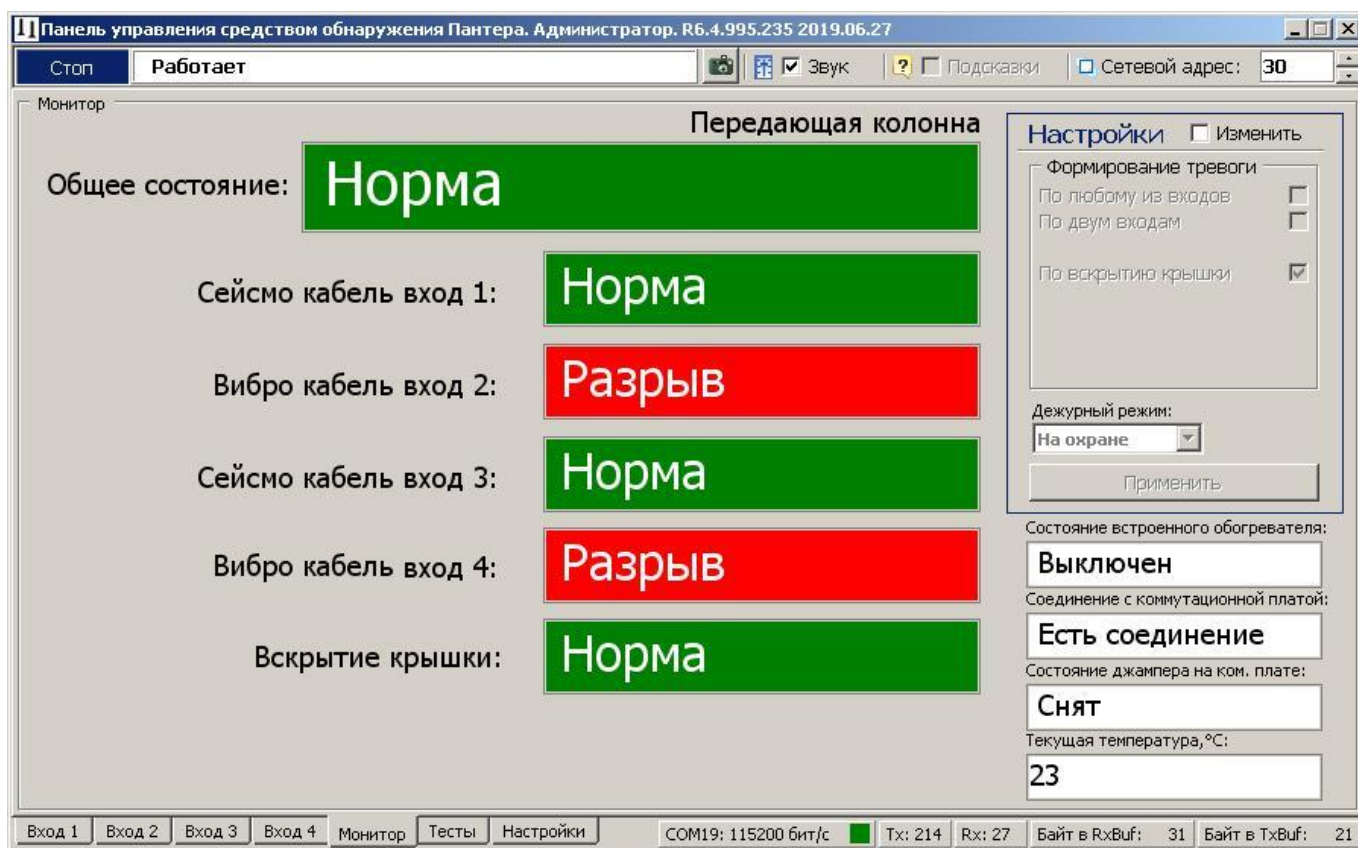 Панель управления средством обнаружения Пантера. Администратор. R6.4.995.235 2019.06.27
Стоп Работает Звук Подсказки Сетевой адрес: 30
Монитор
Передающая колонна
Общее состояние: Норма
Сейсмо кабель вход 1: Норма
Вибро кабель вход 2: Разрыв
Сейсмо кабель вход 3: Норма
Вибро кабель вход 4: Разрыв
Вскрытие крышки: Норма
Настройки Изменить
Формирование тревоги
По любому из входов
По двум входам
По вскрытию крышки
Дежурный режим:
На охране
Применить
Состояние встроенного обогревателя:
Выключен
Соединение с коммутационной платой:
Есть соединение
Состояние джампера на ком. плате:
Снят
Текущая температура,°C:
23
Вход 1 Вход 2 Вход 3 Вход 4 Монитор Тесты Настройки COM19: 115200 бит/с Tx: 214 Rx: 27 Байт в RxBuf: 31 Байт в TxBuf: 21